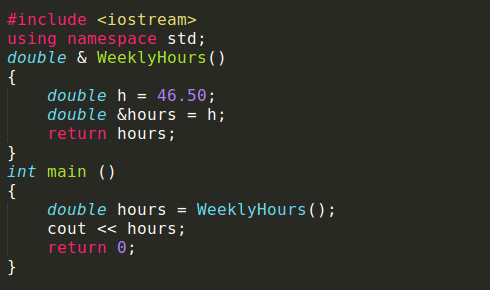 #include <iostream>
using namespace std;
double & WeeklyHours()
{
    double h = 46.50;
    double &hours = h;
    return hours;
}
int main ()
{
    double hours = WeeklyHours();
    cout << hours;
    return 0;
}